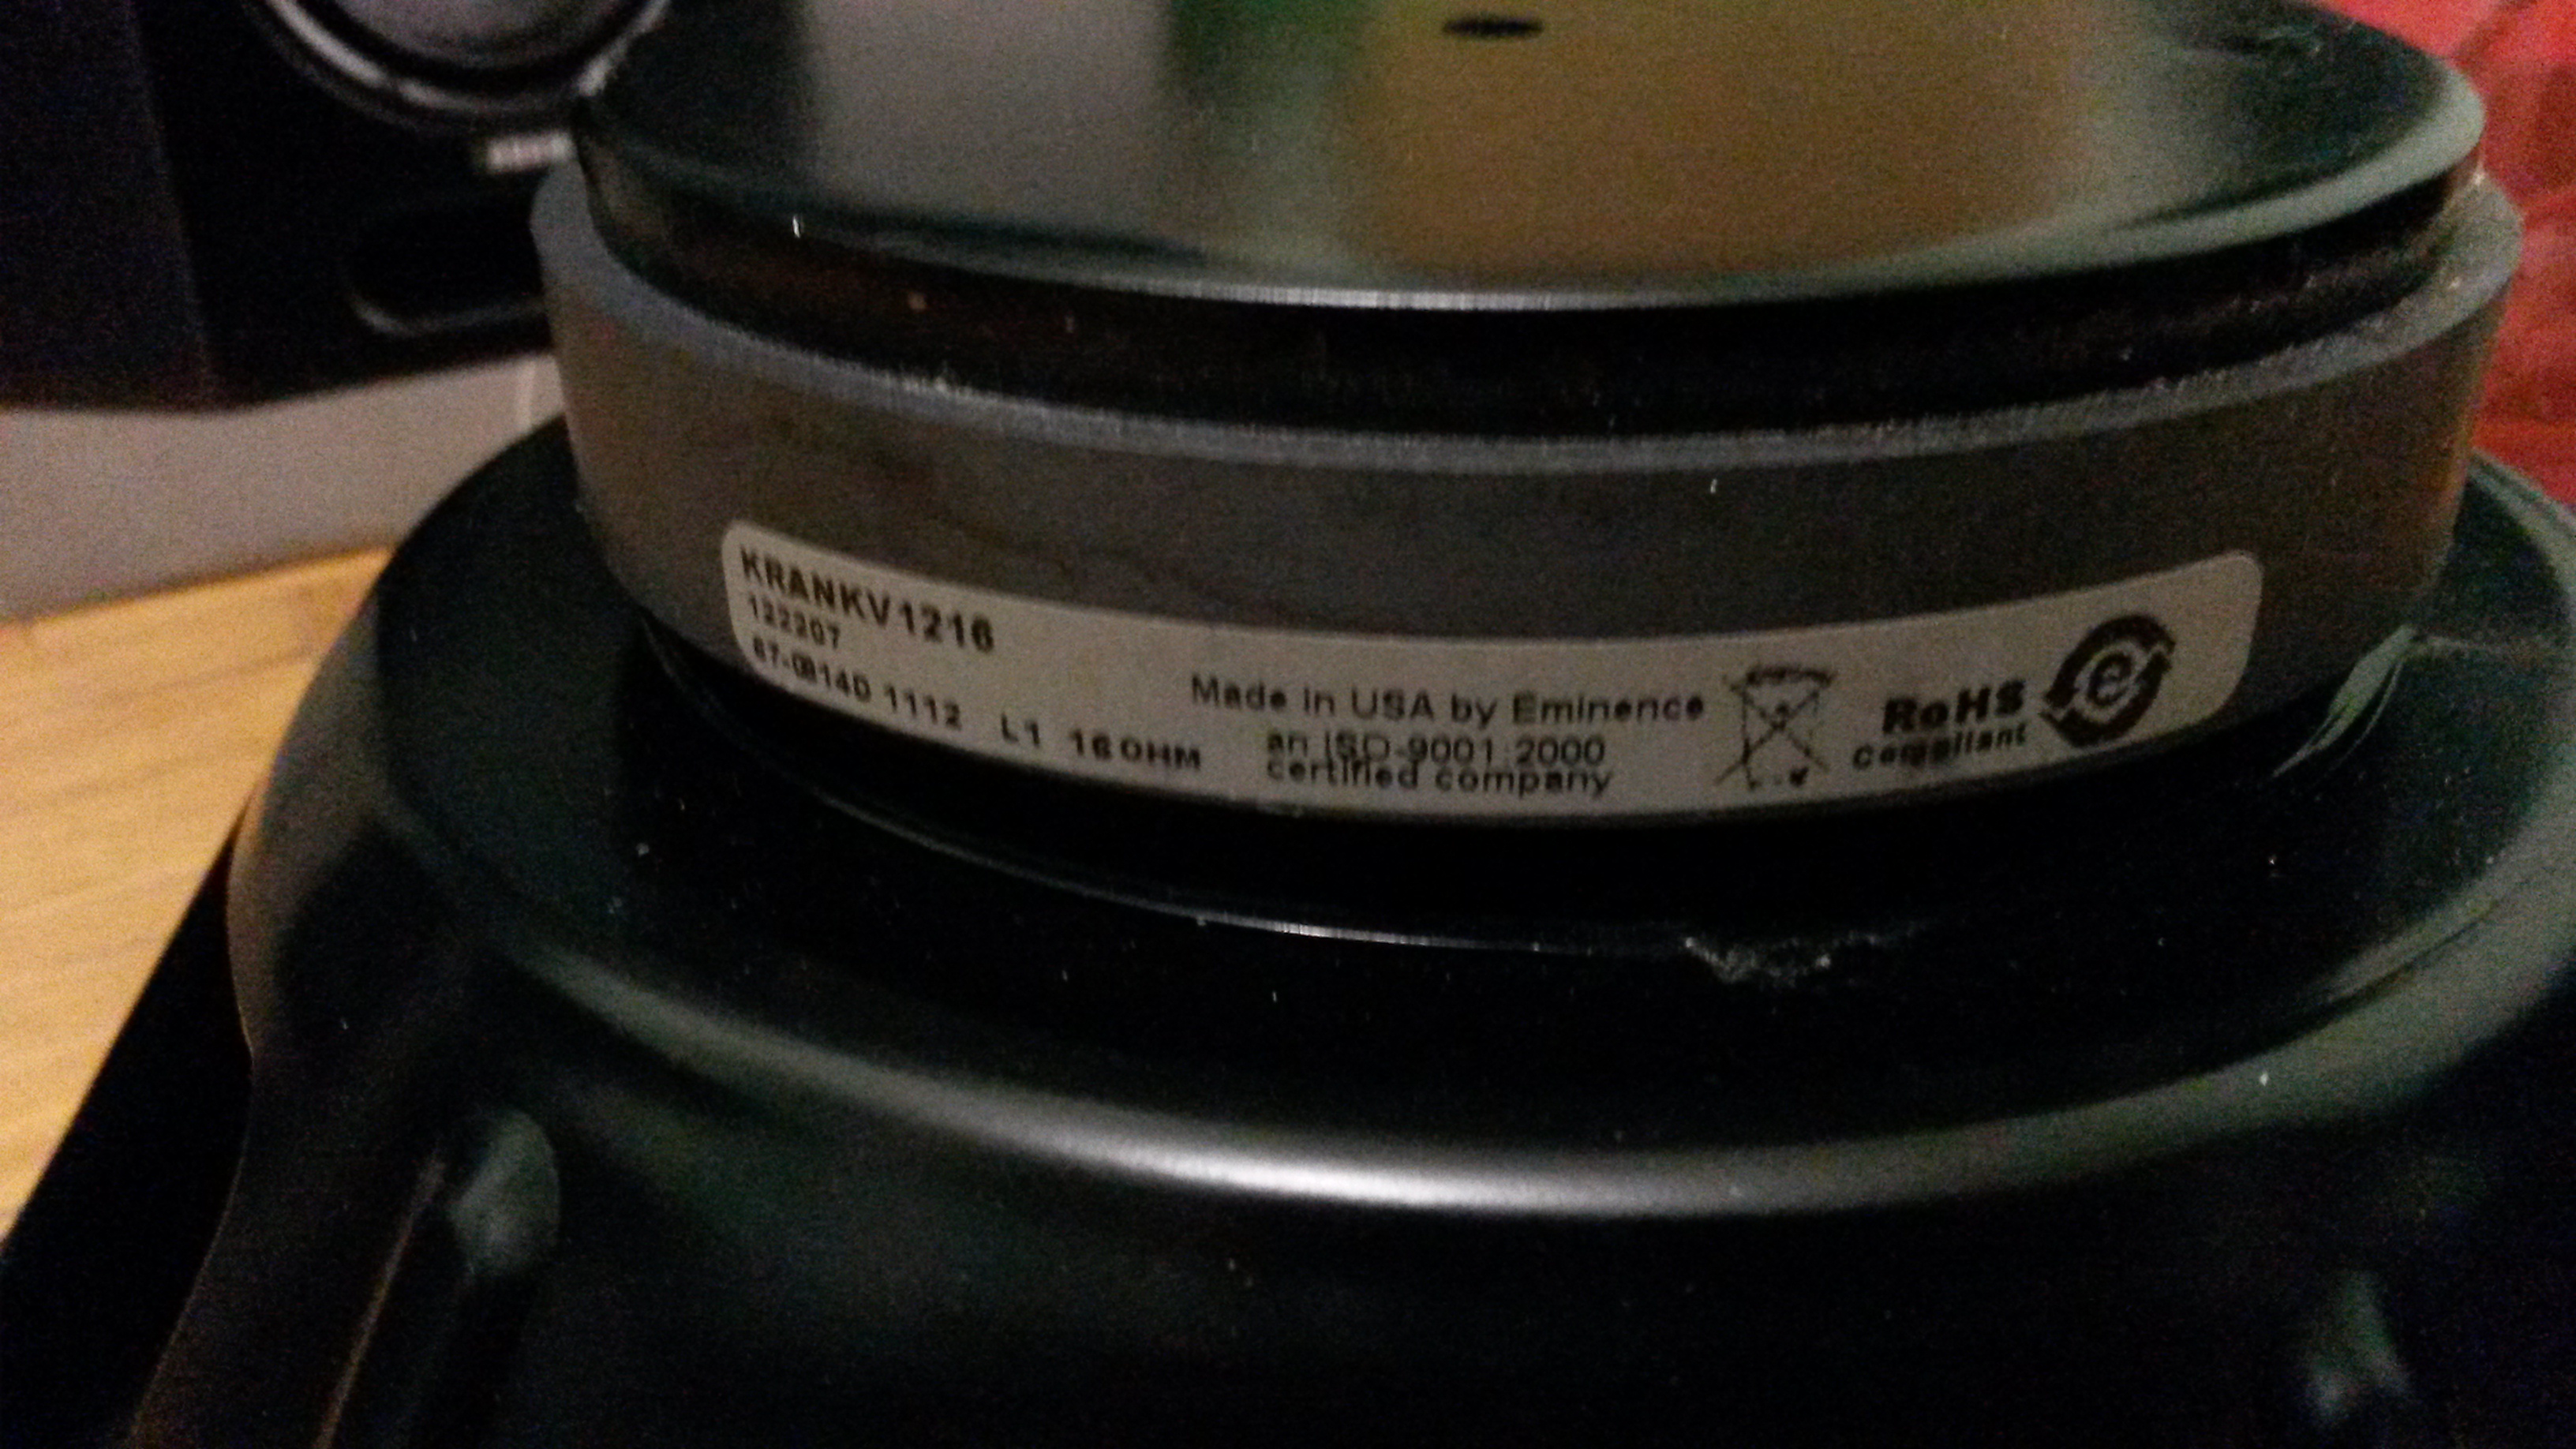 KRANKV1216
122207
67-08140 1112 L1 16OHM
Made in USA by Eminence
an ISO-9001:2000
certified company
RoHS
compliant
e